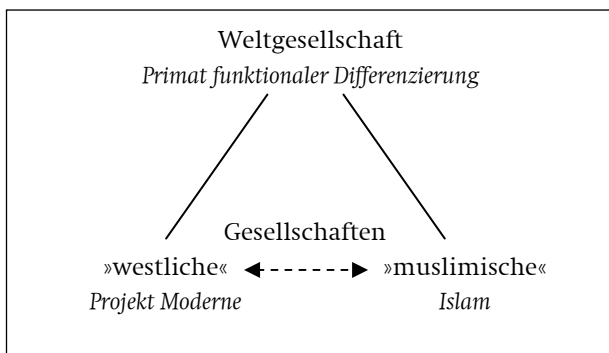 Weltgesellschaft
Primat funktionaler Differenzierung
Gesellschaften
»westliche« »muslimische«
Projekt Moderne Islam